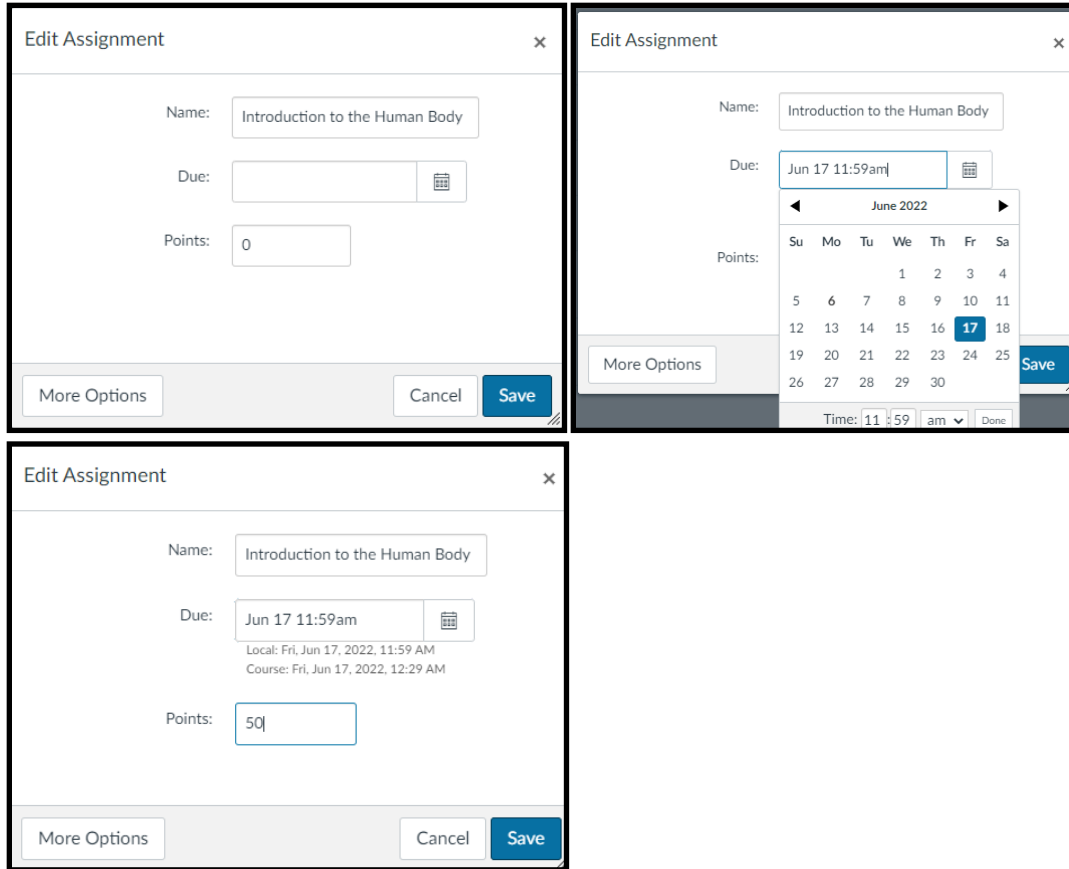 Edit Assignment ×
Name: Introduction to the Human Body
Due:
Points: 0
More Options Cancel Save
Edit Assignment ×
Name: Introduction to the Human Body
Due: Jun 17 11:59am
June 2022
Su Mo Tu We Th Fr Sa
1 2 3 4
5 6 7 8 9 10 11
Points:
12 13 14 15 16 17 18
19 20 21 22 23 24 25
26 27 28 29 30
More Options Save
Time: 11 : 59 am Done
Edit Assignment ×
Name: Introduction to the Human Body
Due: Jun 17 11:59am
Local: Fri, Jun 17, 2022, 11:59 AM
Course: Fri, Jun 17, 2022, 12:29 AM
Points: 50
More Options Cancel Save